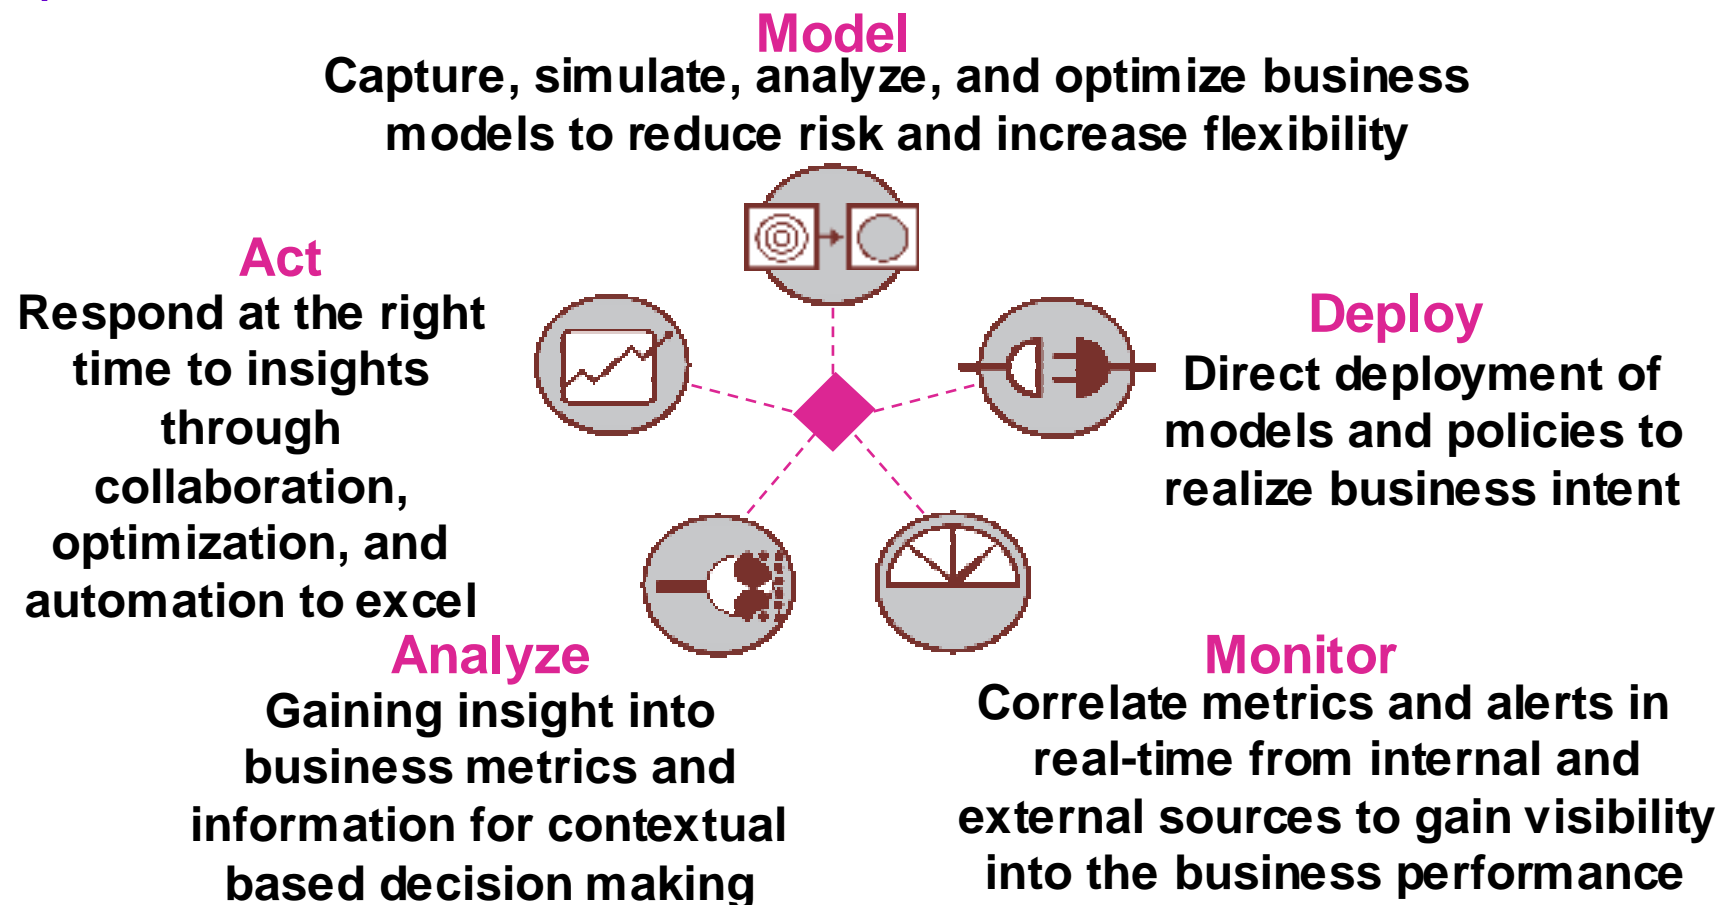 Model
Capture, simulate, analyze, and optimize business
models to reduce risk and increase flexibility
Act
Respond at the right
time to insights
through
collaboration,
optimization, and
automation to excel
Deploy
Direct deployment of
models and policies to
realize business intent
Analyze
Gaining insight into
business metrics and
information for contextual
based decision making
Monitor
Correlate metrics and alerts in
real-time from internal and
external sources to gain visibility
into the business performance